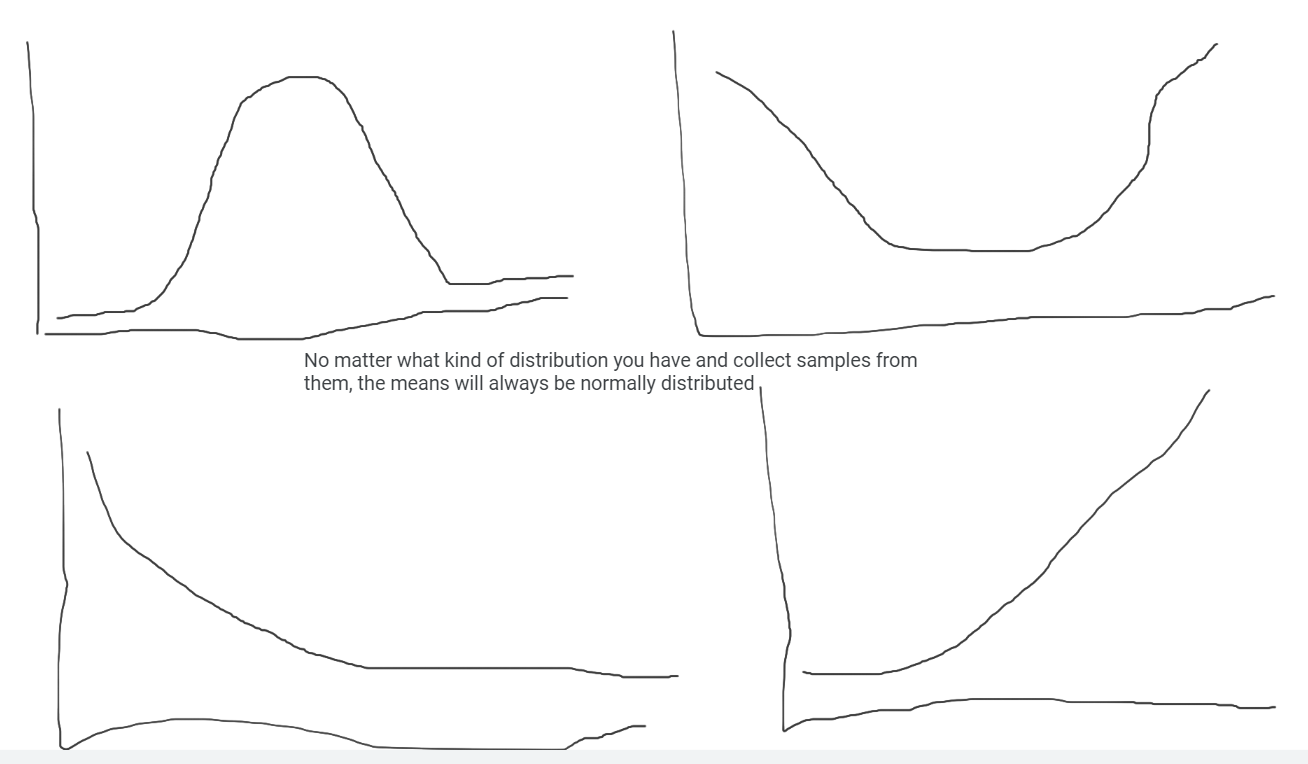 No matter what kind of distribution you have and collect samples from
them, the means will always be normally distributed